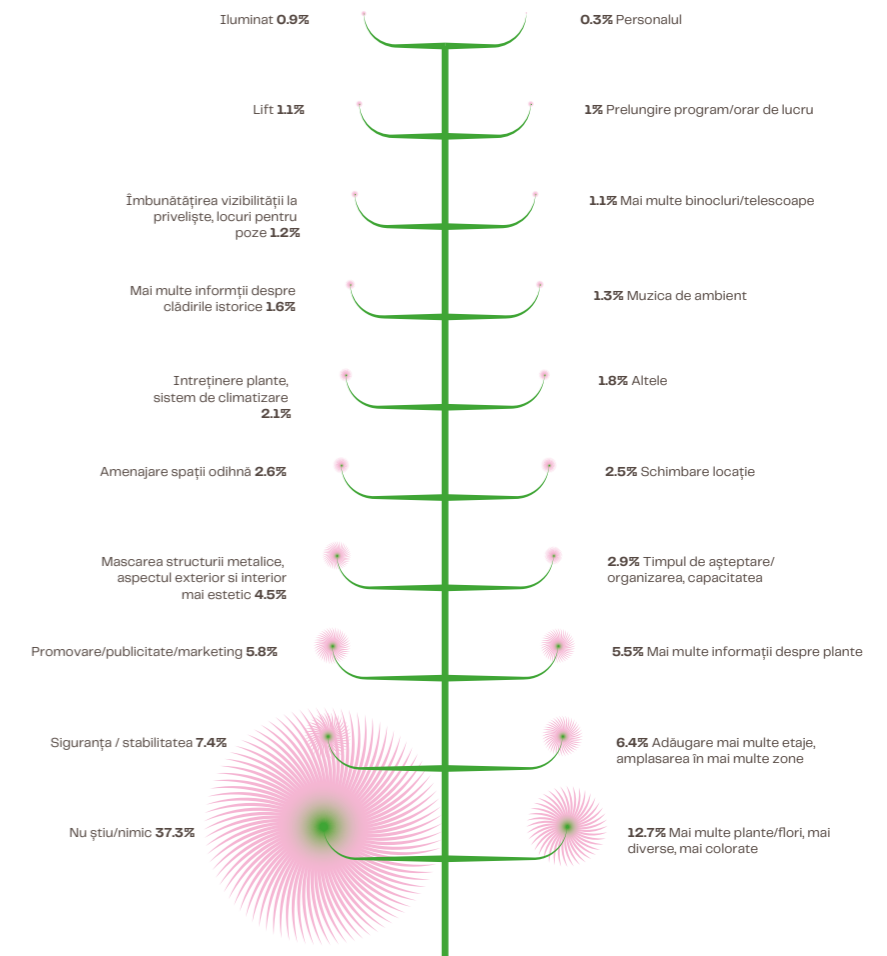 Iluminat 0.9%
0.3% Personalul
Lift 1.1%
1% Prelungire program/orar de lucru
Îmbunătățirea vizibilității la
priveliște, locuri pentru
poze 1.2%
1.1% Mai multe binocluri/telescoape
Mai multe informții despre
clădirile istorice 1.6%
1.3% Muzica de ambient
Intreținere plante,
sistem de climatizare
2.1%
1.8% Altele
Amenajare spații odihnă 2.6%
2.5% Schimbare locație
Mascarea structurii metalice,
aspectul exterior si interior
mai estetic 4.5%
2.9% Timpul de așteptare/
organizarea, capacitatea
Promovare/publicitate/marketing 5.8%
5.5% Mai multe informații despre plante
Siguranța / stabilitatea 7.4%
6.4% Adăugare mai multe etaje,
amplasarea în mai multe zone
Nu știu/nimic 37.3%
12.7% Mai multe plante/flori, mai
diverse, mai colorate